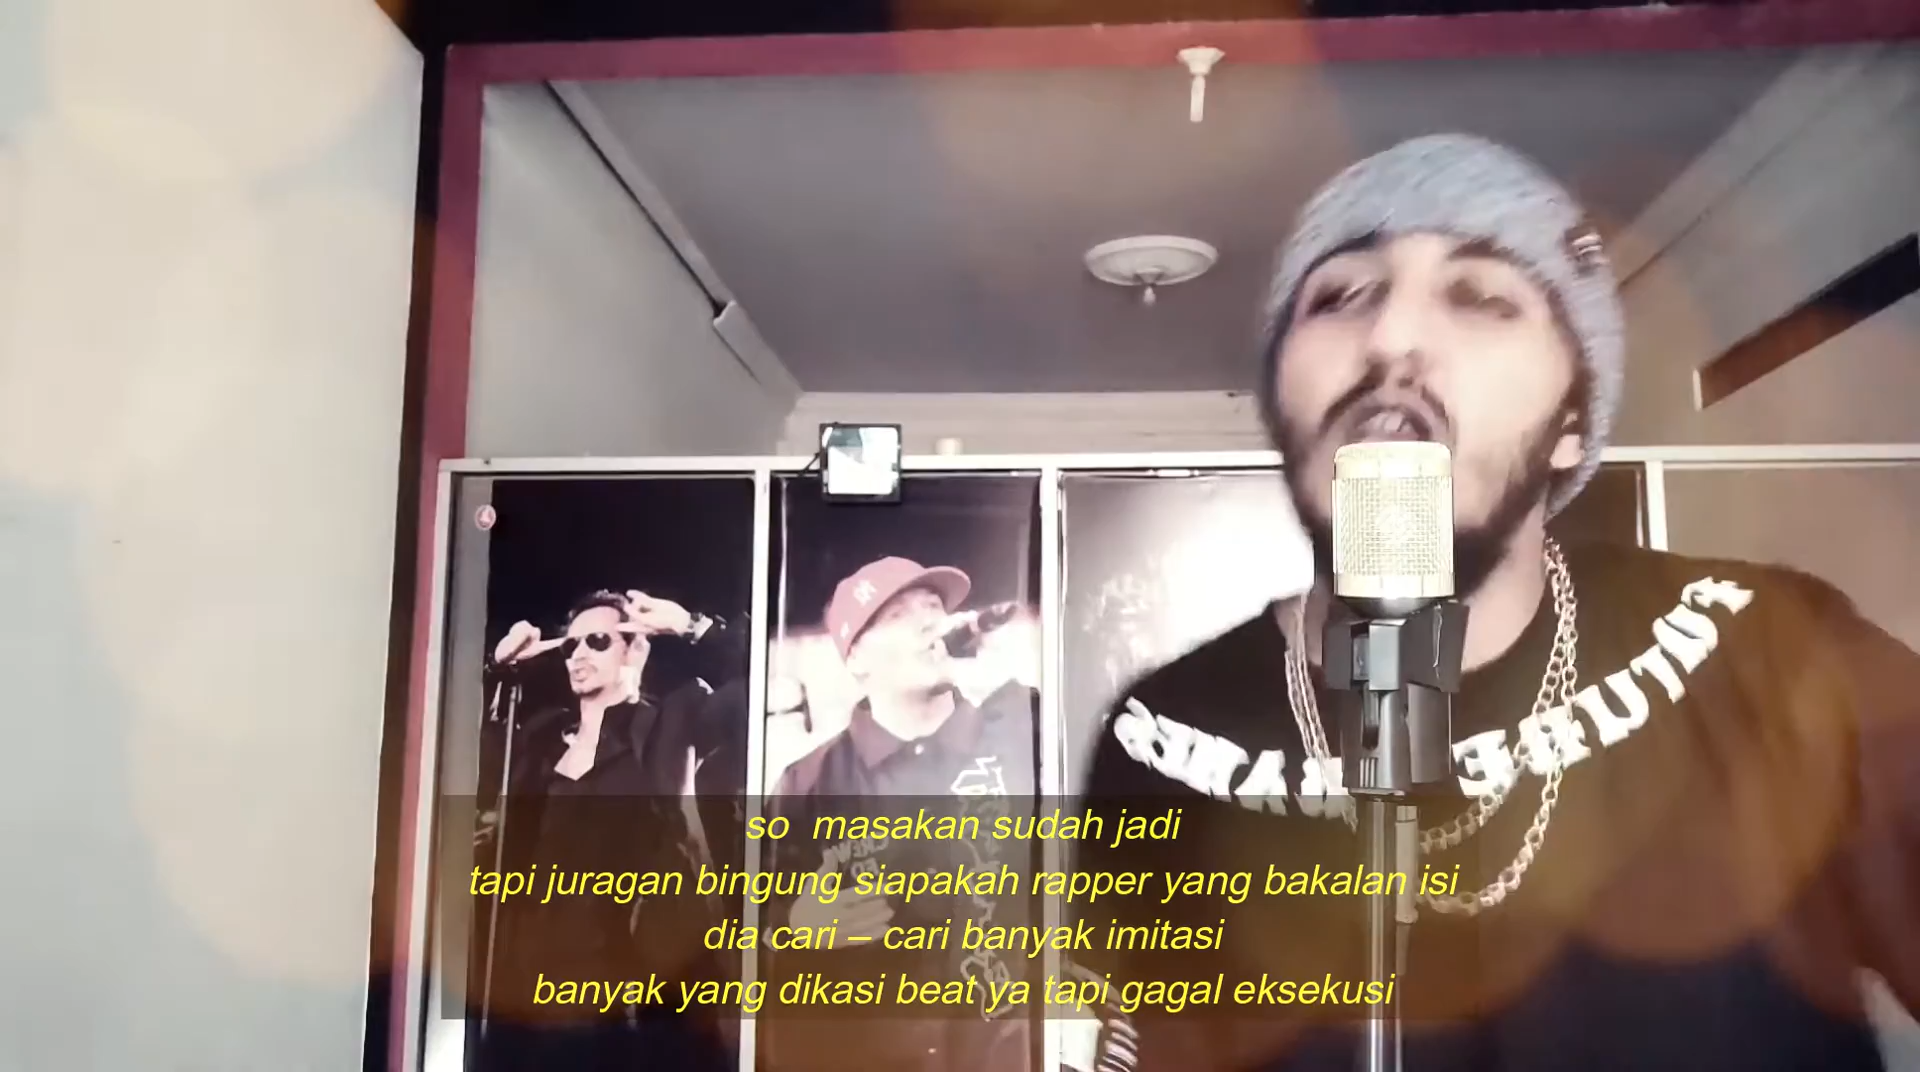 so  masakan sudah jadi
tapi juragan bingung siapakah rapper yang bakalan isi
dia cari – cari banyak imitasi
banyak yang dikasi beat ya tapi gagal eksekusi